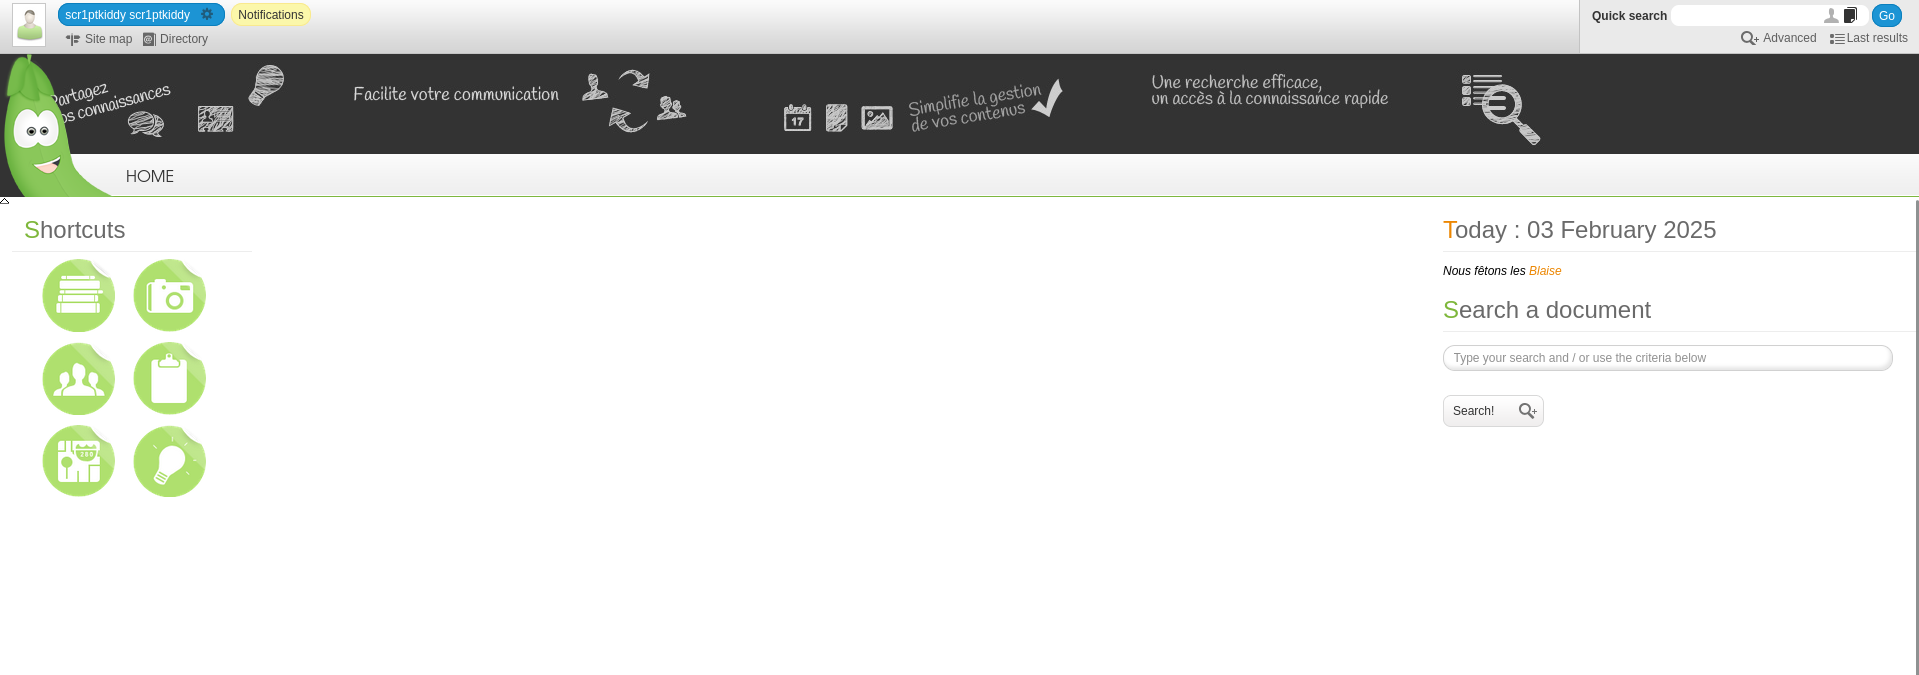 scr1ptkiddy scr1ptkiddy
Notifications
Site map
Directory
Quick search
Go
Advanced
Last results
Partagez
vos connaissances
Facilite votre communication
17
Simplifie la gestion
de vos contenus
Une recherche efficace,
un accès à la connaissance rapide
HOME
Shortcuts
Today : 03 February 2025
Nous fêtons les Blaise
Search a document
Type your search and / or use the criteria below
Search!